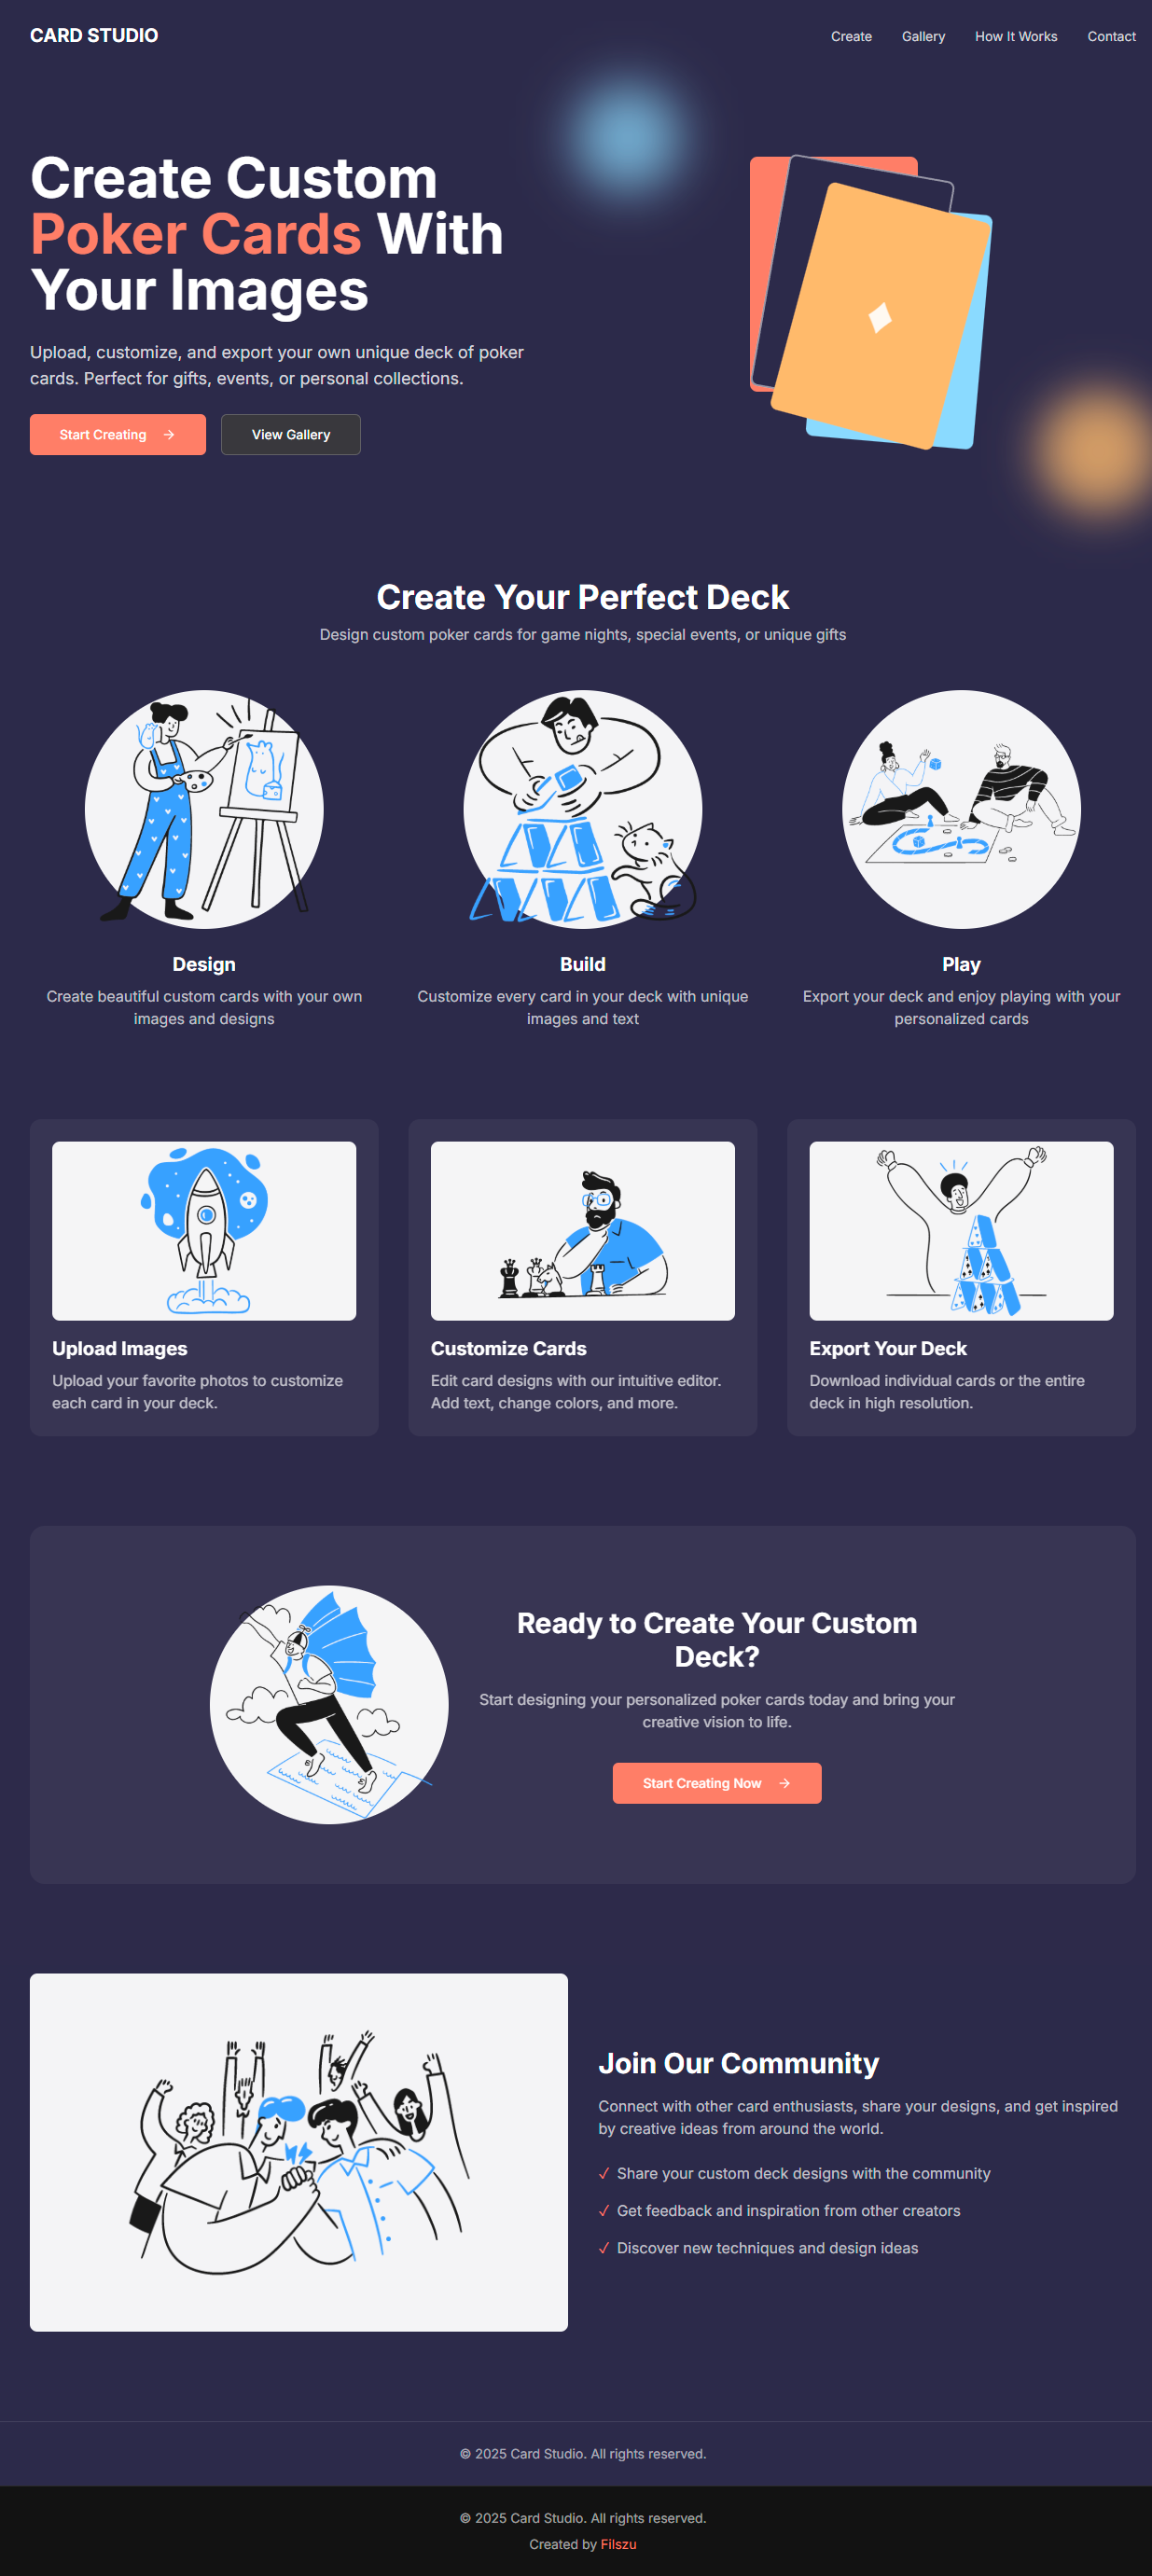 CARD STUDIO
Create
Gallery
How It Works
Contact
Create Custom
Poker Cards With
Your Images
Upload, customize, and export your own unique deck of poker
cards. Perfect for gifts, events, or personal collections.
Start Creating →
View Gallery
Create Your Perfect Deck
Design custom poker cards for game nights, special events, or unique gifts
Design
Create beautiful custom cards with your own
images and designs
Build
Customize every card in your deck with unique
images and text
Play
Export your deck and enjoy playing with your
personalized cards
Upload Images
Upload your favorite photos to customize
each card in your deck.
Customize Cards
Edit card designs with our intuitive editor.
Add text, change colors, and more.
Export Your Deck
Download individual cards or the entire
deck in high resolution.
Ready to Create Your Custom
Deck?
Start designing your personalized poker cards today and bring your
creative vision to life.
Start Creating Now →
Join Our Community
Connect with other card enthusiasts, share your designs, and get inspired
by creative ideas from around the world.
✓ Share your custom deck designs with the community
✓ Get feedback and inspiration from other creators
✓ Discover new techniques and design ideas
© 2025 Card Studio. All rights reserved.
© 2025 Card Studio. All rights reserved.
Created by Filszu